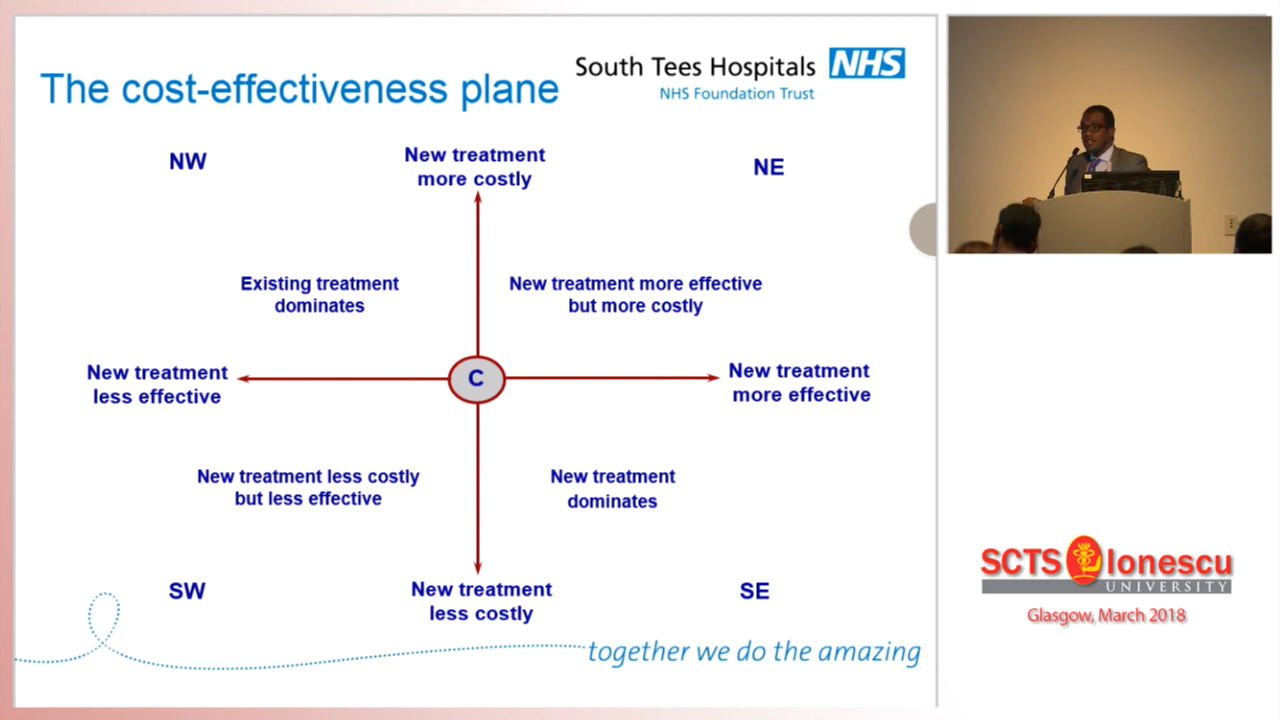 The cost-effectiveness plane
South Tees Hospitals NHS
NHS Foundation Trust
NW
New treatment
more costly
NE
Existing treatment
dominates
New treatment more effective
but more costly
New treatment
less effective
C
New treatment
more effective
New treatment less costly
but less effective
New treatment
dominates
SW
New treatment
less costly
SE
together we do the amazing
SCTS Ionescu
UNIVERSITY
Glasgow, March 2018